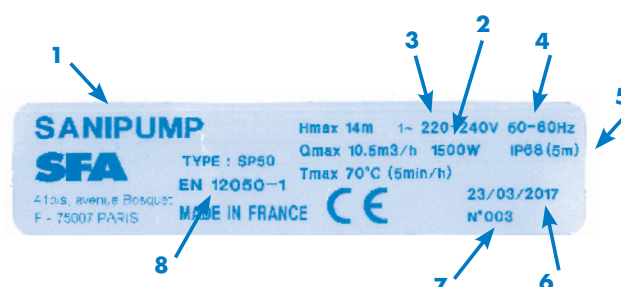 1
3
2
4
5
SANIPUMP
SFA
41bis, avenue Bosquet
F - 75007 PARIS
TYPE : SP50
EN 12050-1
MADE IN FRANCE
CE
Hmax 14m 1~ 220-240V 50-60Hz
Qmax 10.5m3/h 1500W IP68 (5m)
Tmax 70°C (5min/h)
23/03/2017
N°003
8
7
6